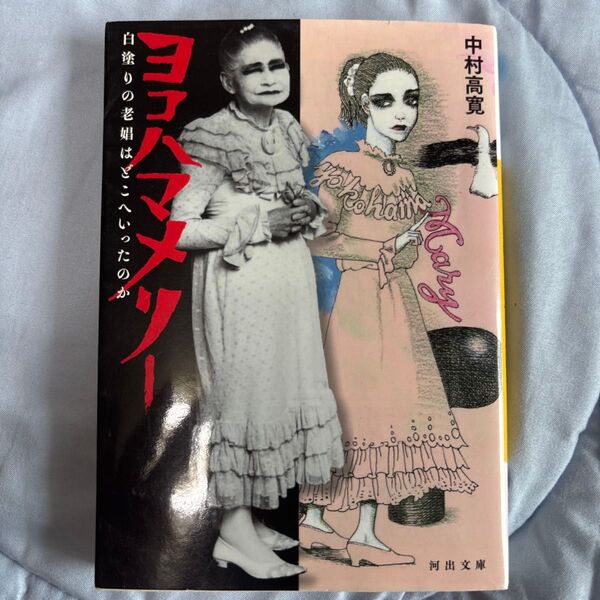 ヨコハマメリー
白塗りの老娼はどこへいったのか
中村高寛
yokohama
Mary
河出文庫